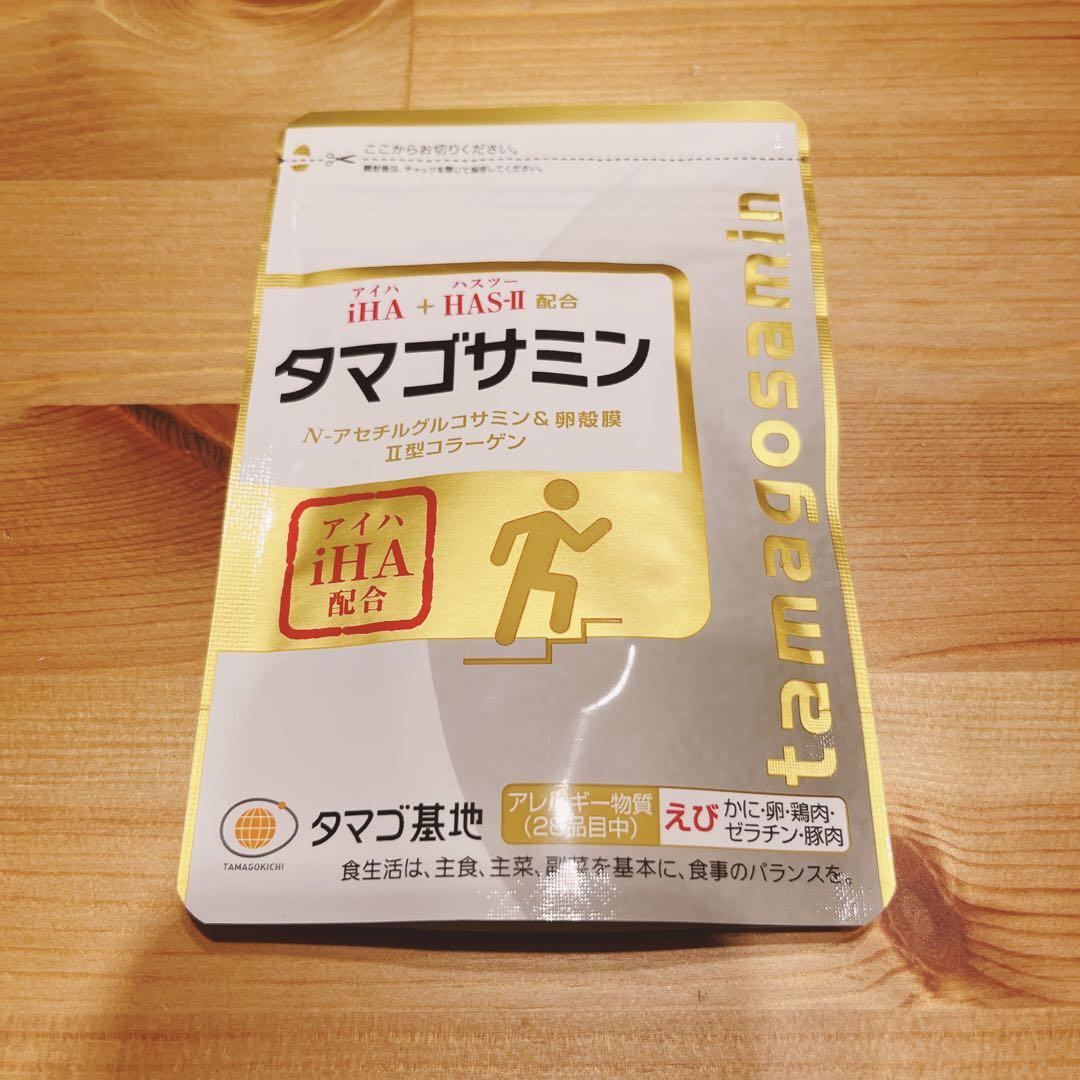 ここからお切りください。
開封後は、チャックを閉じて保存してください。
アイハ ハスツー
iHA + HAS-II 配合
タマゴサミン
N-アセチルグルコサミン&卵殻膜
II型コラーゲン
アイハ
iHA
配合
tamagosamin
TAMAGOKICHI
タマゴ基地
アレルギー物質
(28品目中)
えび かに・卵・鶏肉・
ゼラチン・豚肉
食生活は、主食、主菜、副菜を基本に、食事のバランスを。